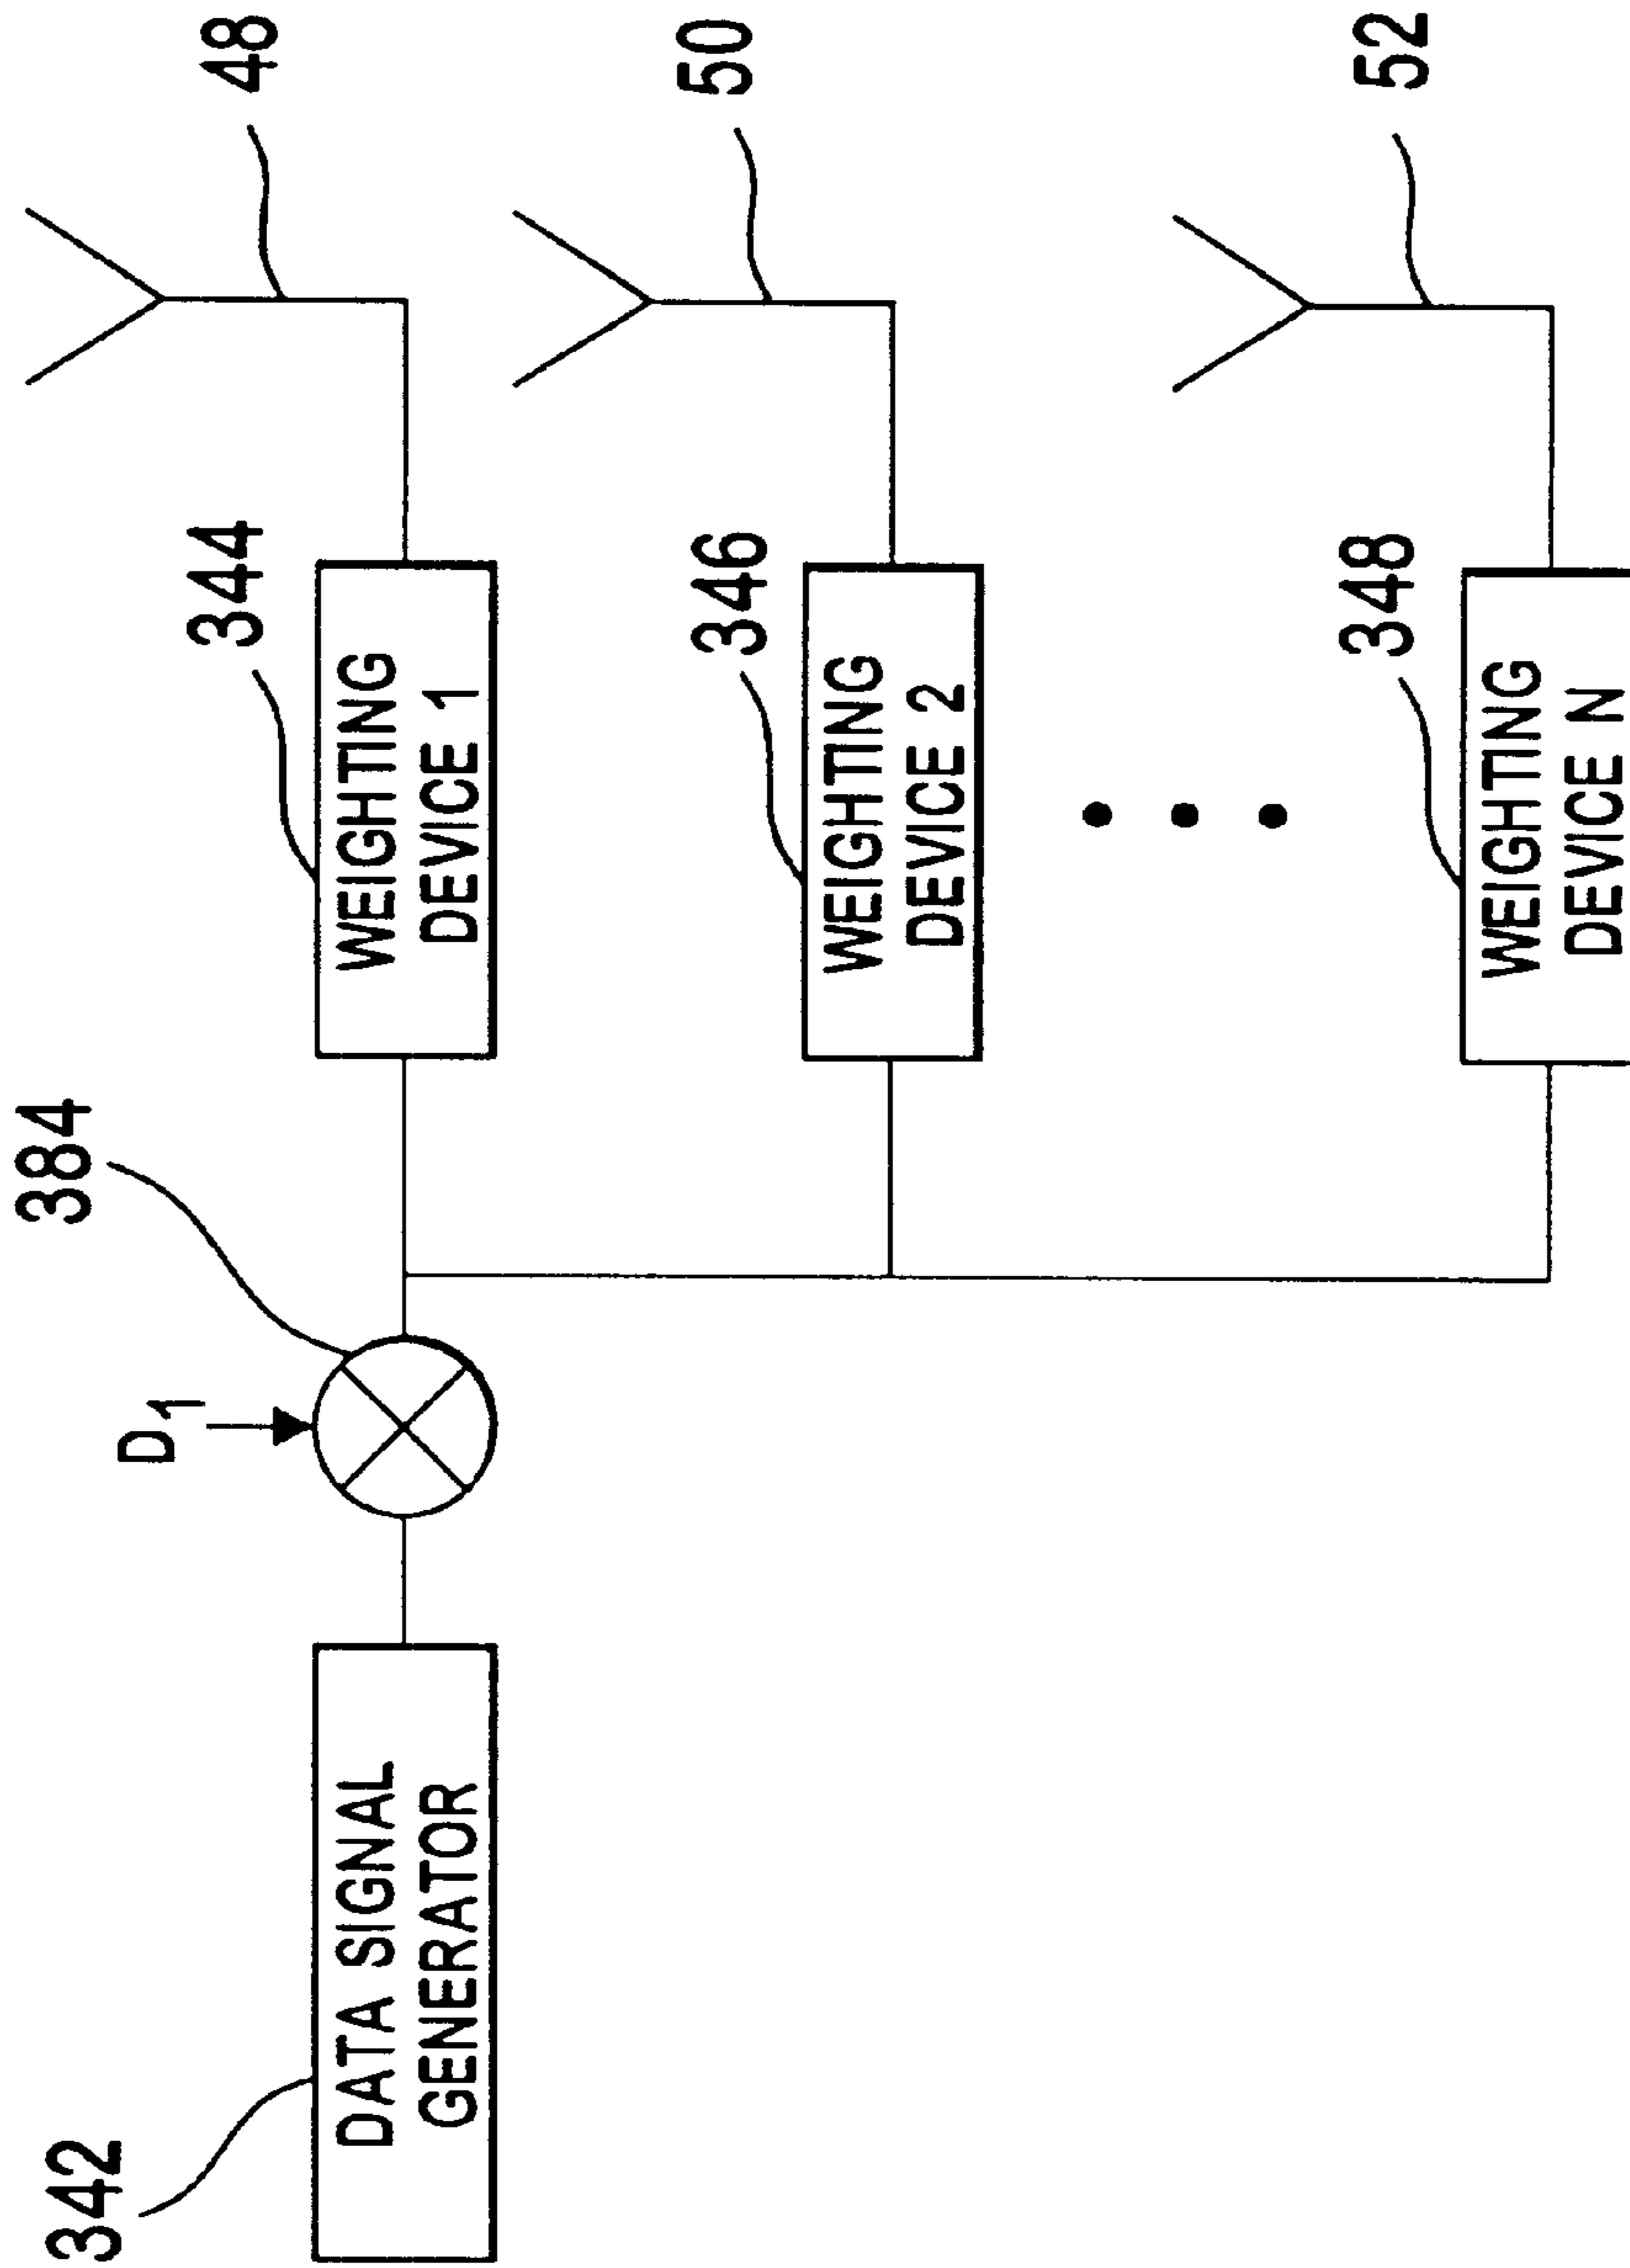 342
DATA SIGNAL
GENERATOR
D1
384
344
WEIGHTING
DEVICE 1
48
346
WEIGHTING
DEVICE 2
50
348
WEIGHTING
DEVICE N
52